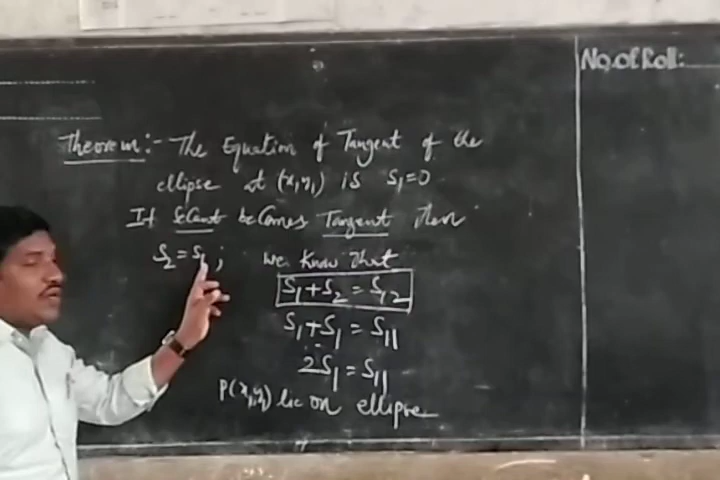 No. of Roll:
Theorem:- The Equation of Tangent of the
ellipse at (x₁y₁) is S₁=0
If Secant becomes Tangent then
S₂=S₁; We know that
S₁+S₂=S₁₂
S₁+S₁=S₁₁
2S₁=S₁₁
P(x₁,y₁) lie on ellipse